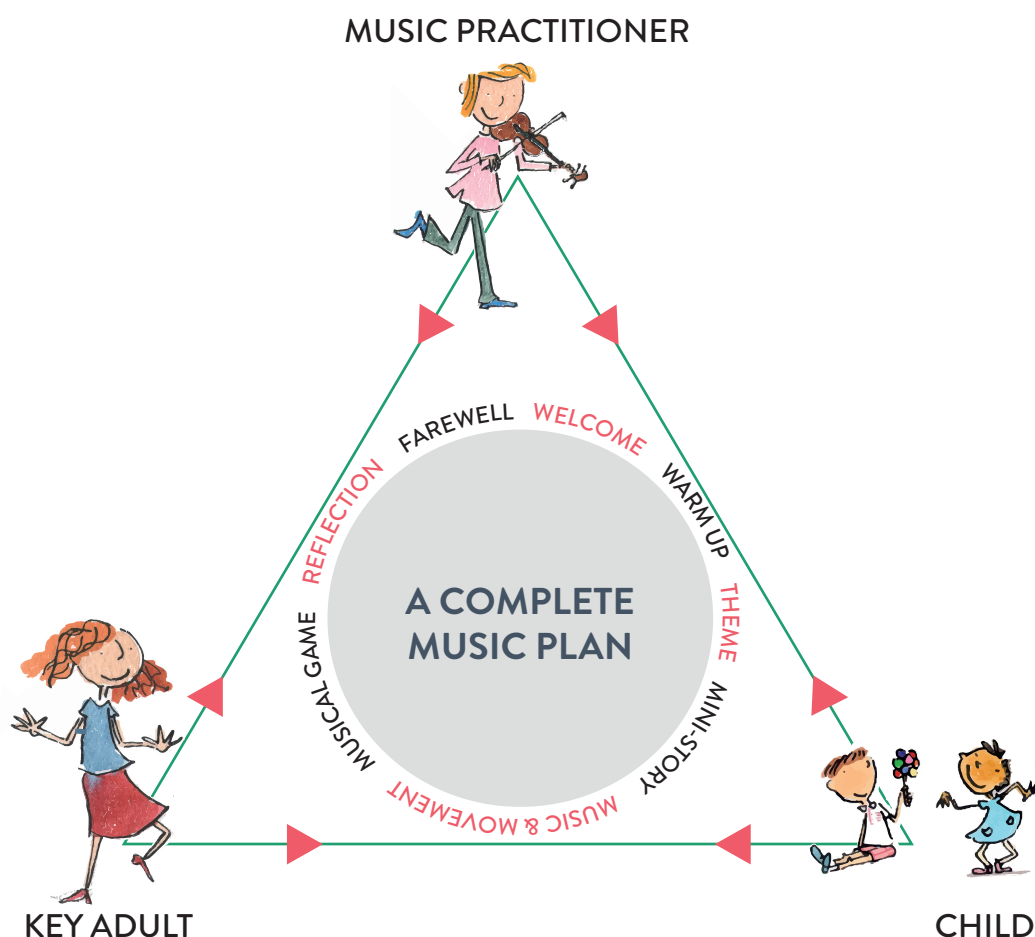 MUSIC PRACTITIONER
WELCOME
WARM UP
THEME
MINI-STORY
MUSIC & MOVEMENT
MUSICAL GAME
REFLECTION
FAREWELL
A COMPLETE
MUSIC PLAN
KEY ADULT
CHILD